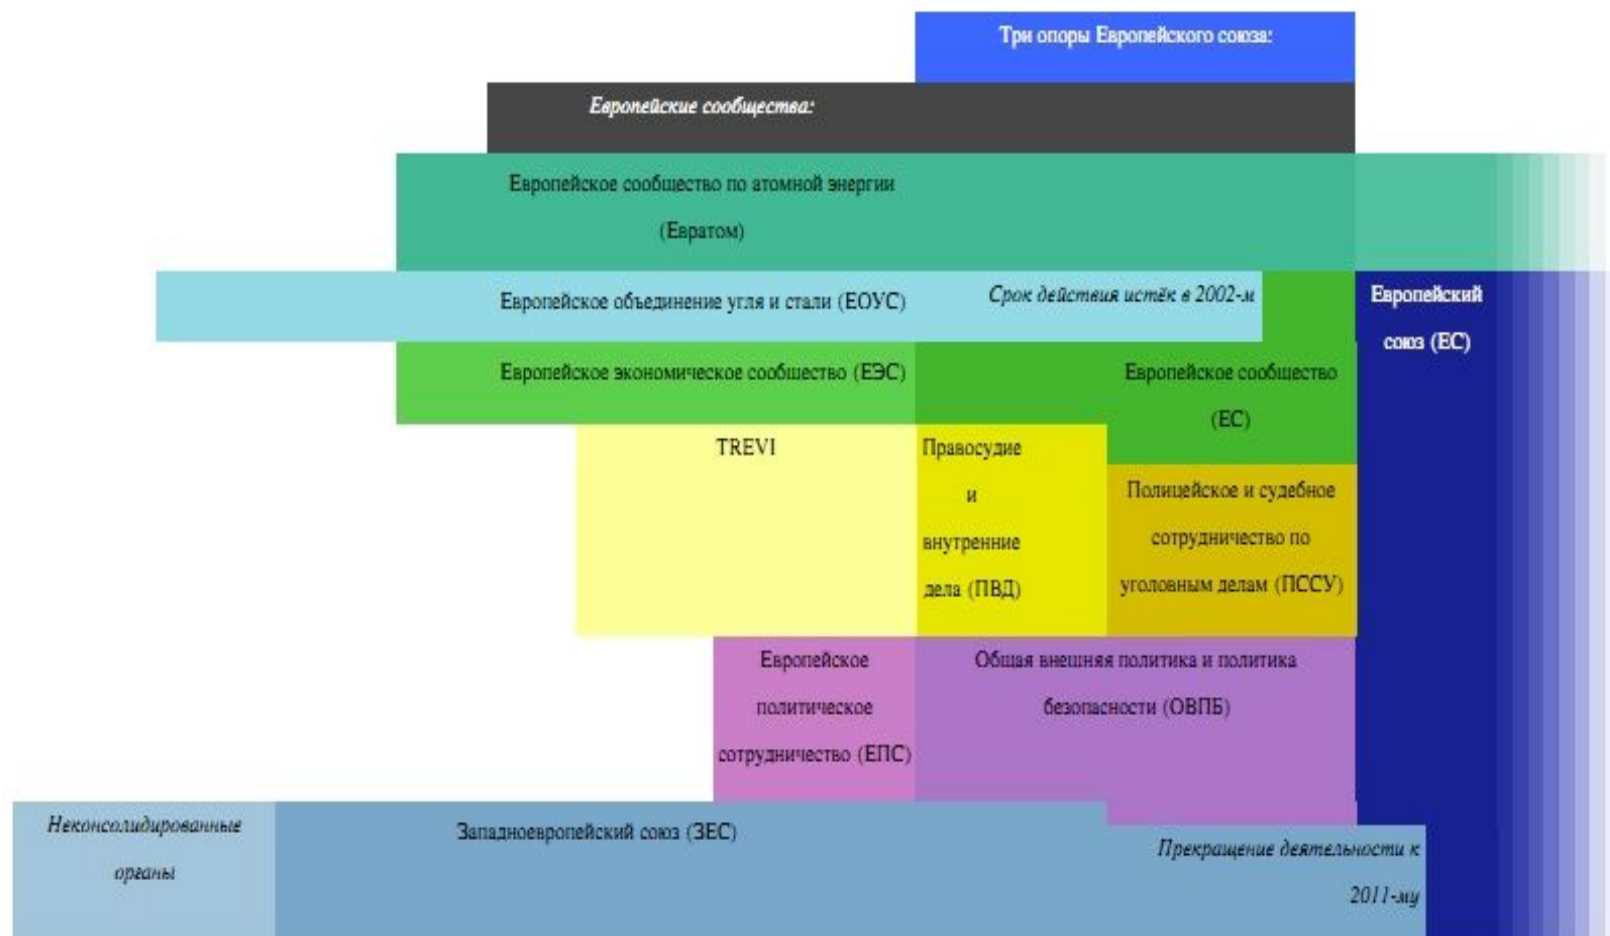 Три опоры Европейского союза:
Европейские сообщества:
Европейское сообщество по атомной энергии
(Евратом)
Европейское объединение угля и стали (ЕОУС)
Срок действия истёк в 2002-м
Европейский
союз (ЕС)
Европейское экономическое сообшество (ЕЭС)
Европейское сообщество
(ЕС)
TREVI
Правосудие
и
внутренние
дела (ПВД)
Полицейское и судебное
сотрудничество по
уголовным делам (ПССУ)
Европейское
политическое
сотрудничество (ЕПС)
Общая внешняя политика и политика
безопасности (ОВПБ)
Неконсолидированные
органы
Западноевропейский союз (ЗЕС)
Прекращение деятельности к
2011-му